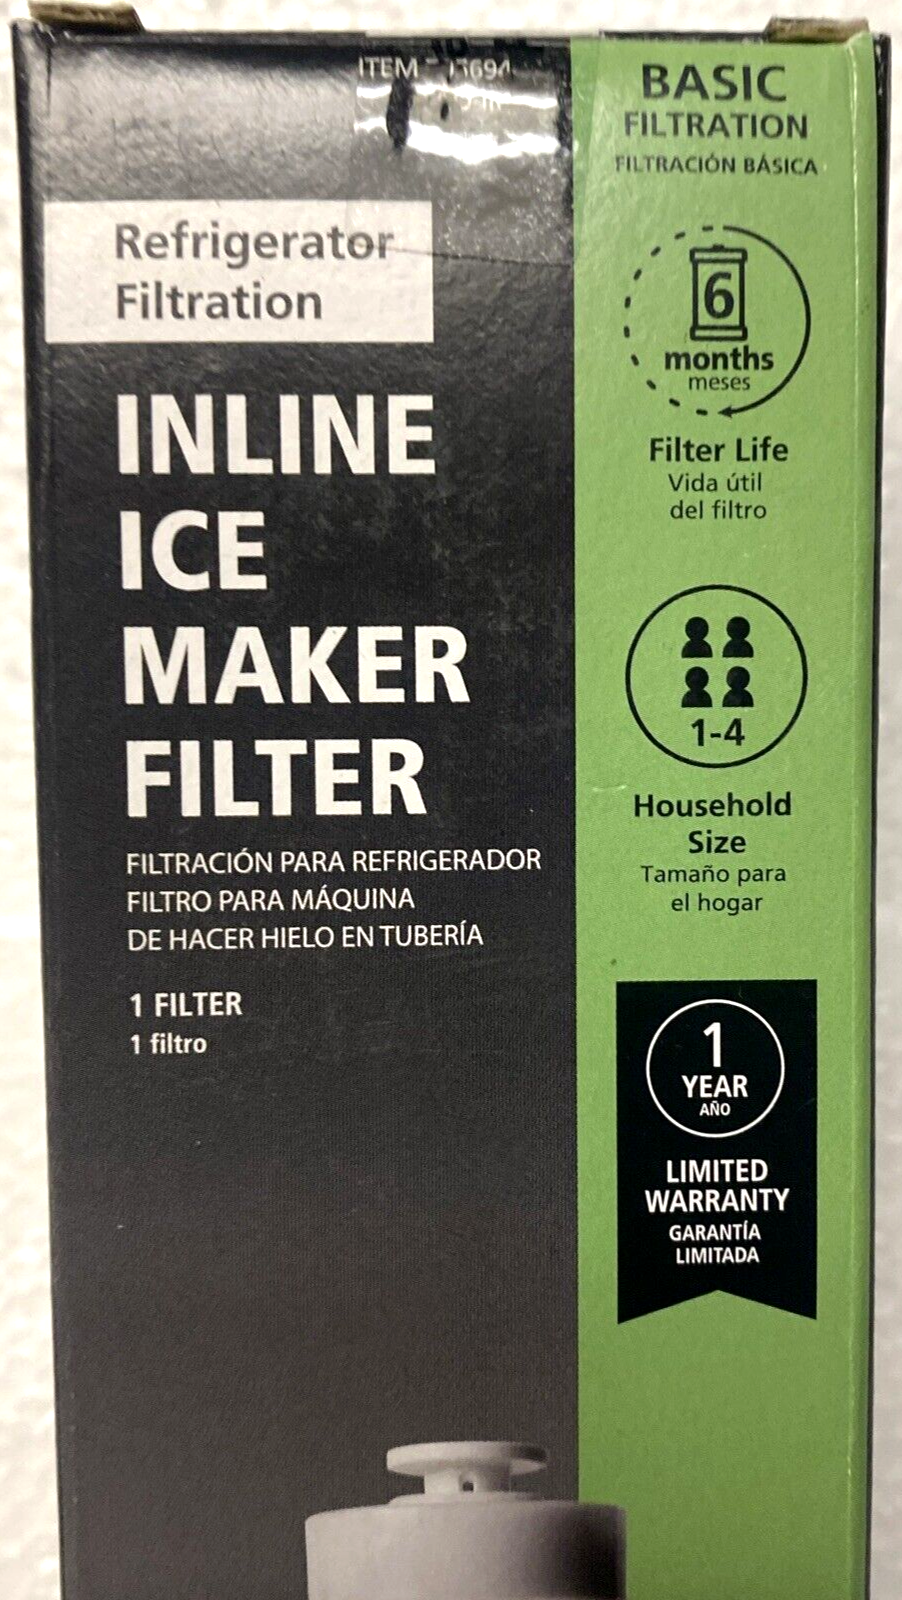 ITEM
BASIC
FILTRATION
FILTRACIÓN BÁSICA
Refrigerator
Filtration
6
months
meses
Filter Life
Vida útil
del filtro
INLINE
ICE
MAKER
FILTER
FILTRACIÓN PARA REFRIGERADOR
FILTRO PARA MÁQUINA
DE HACER HIELO EN TUBERÍA
1 FILTER
1 filtro
1-4
Household
Size
Tamaño para
el hogar
1
YEAR
AÑO
LIMITED
WARRANTY
GARANTÍA
LIMITADA